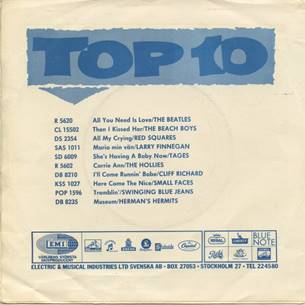 TOP 10
R 5620 All You Need Is Love/THE BEATLES
CL 15502 Then I Kissed Her/THE BEACH BOYS
DS 2354 All My Crying/RED SQUARES
SAS 1011 Mario min vän/LARRY FINNEGAN
SD 6009 She's Having A Baby Now/TAGES
R 5602 Carrie Ann/THE HOLLIES
DB 8210 I'll Come Runnin' Babe/CLIFF RICHARD
KSS 1027 Here Come The Nice/SMALL FACES
POP 1596 Tremblin'/SWINGING BLUE JEANS
DB 8235 Museum/HERMAN'S HERMITS
EMI
Capitol
REGAL
BLUE NOTE
ELECTRIC & MUSICAL INDUSTRIES LTD SVENSKA AB - BOX 27053 - STOCKHOLM 27 - TEL 224580